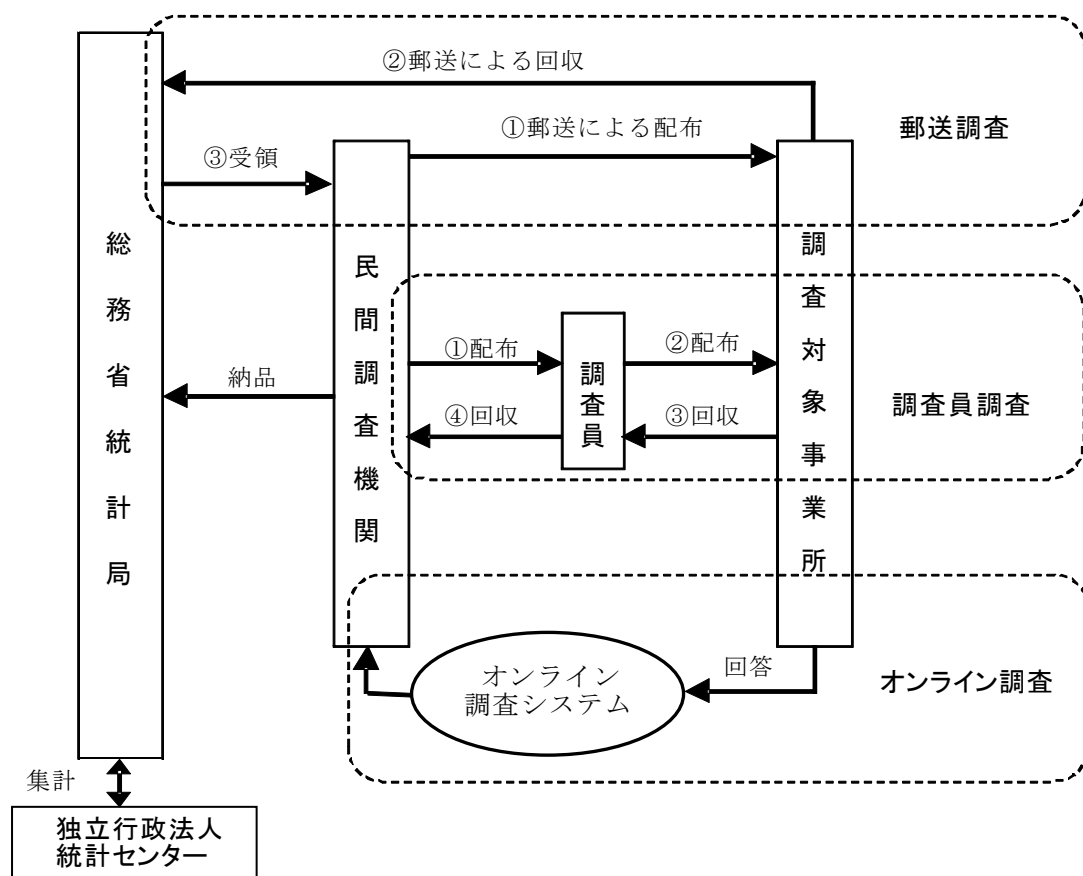 ②郵送による回収
①郵送による配布
郵送調査
③受領
総務省統計局
民間調査機関
調査対象事業所
①配布
②配布
調査員
調査員調査
納品
④回収
③回収
オンライン
調査システム
回答
オンライン調査
集計
独立行政法人
統計センター